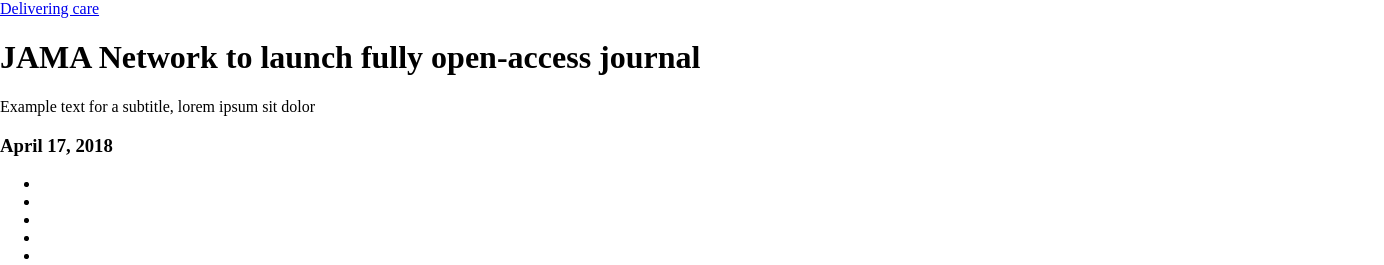 Delivering care
JAMA Network to launch fully open-access journal
Example text for a subtitle, lorem ipsum sit dolor
April 17, 2018